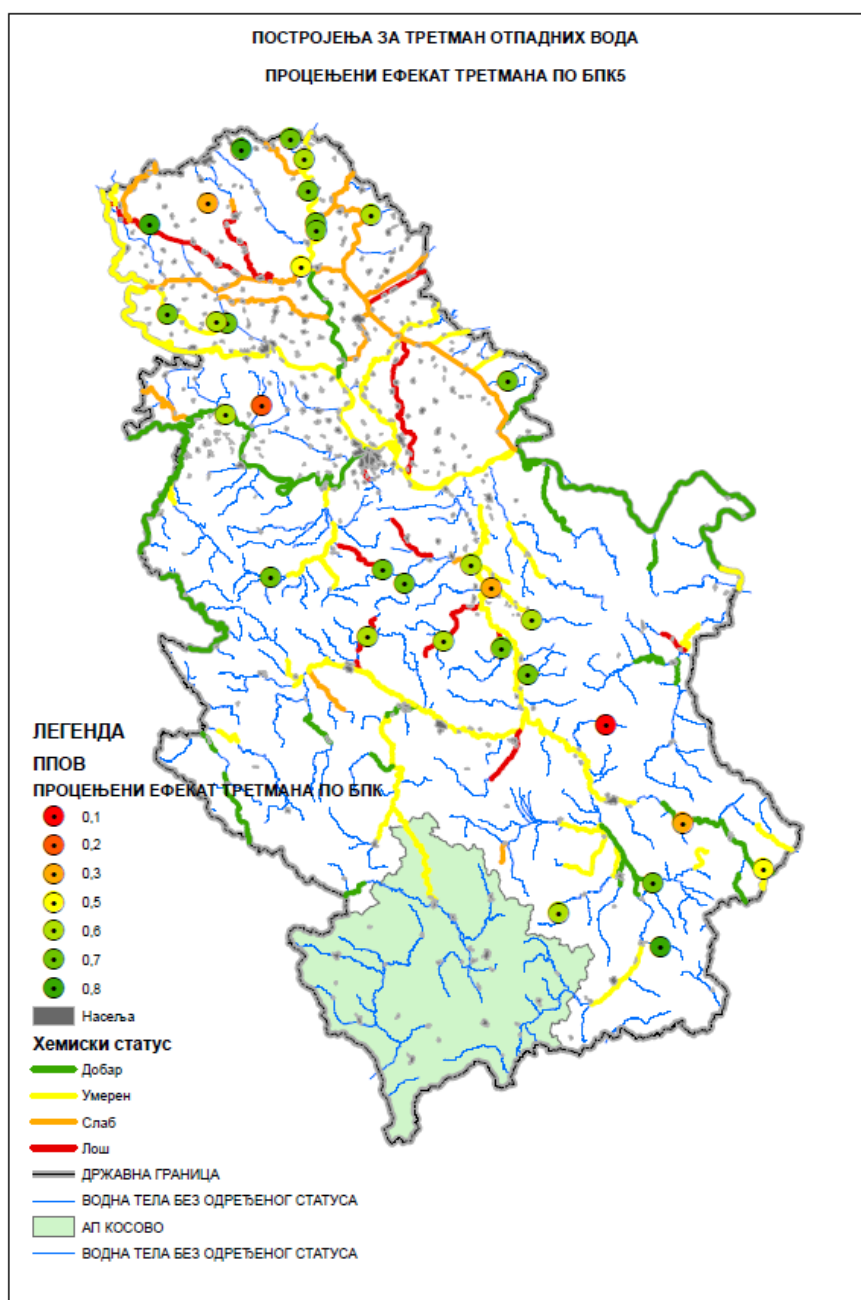 ПОСТРОЈЕЊА ЗА ТРЕТМАН ОТПАДНИХ ВОДА
ПРОЦЕЊЕНИ ЕФЕКАТ ТРЕТМАНА ПО БПК5
ЛЕГЕНДА
ППОВ
ПРОЦЕЊЕНИ ЕФЕКАТ ТРЕТМАНА ПО БПК
0,1
0,2
0,3
0,5
0,6
0,7
0,8
Насеља
Хемиски статус
Добар
Умерен
Слаб
Лош
ДРЖАВНА ГРАНИЦА
ВОДНА ТЕЛА БЕЗ ОДРЕЂЕНОГ СТАТУСА
АП КОСОВО
ВОДНА ТЕЛА БЕЗ ОДРЕЂЕНОГ СТАТУСА